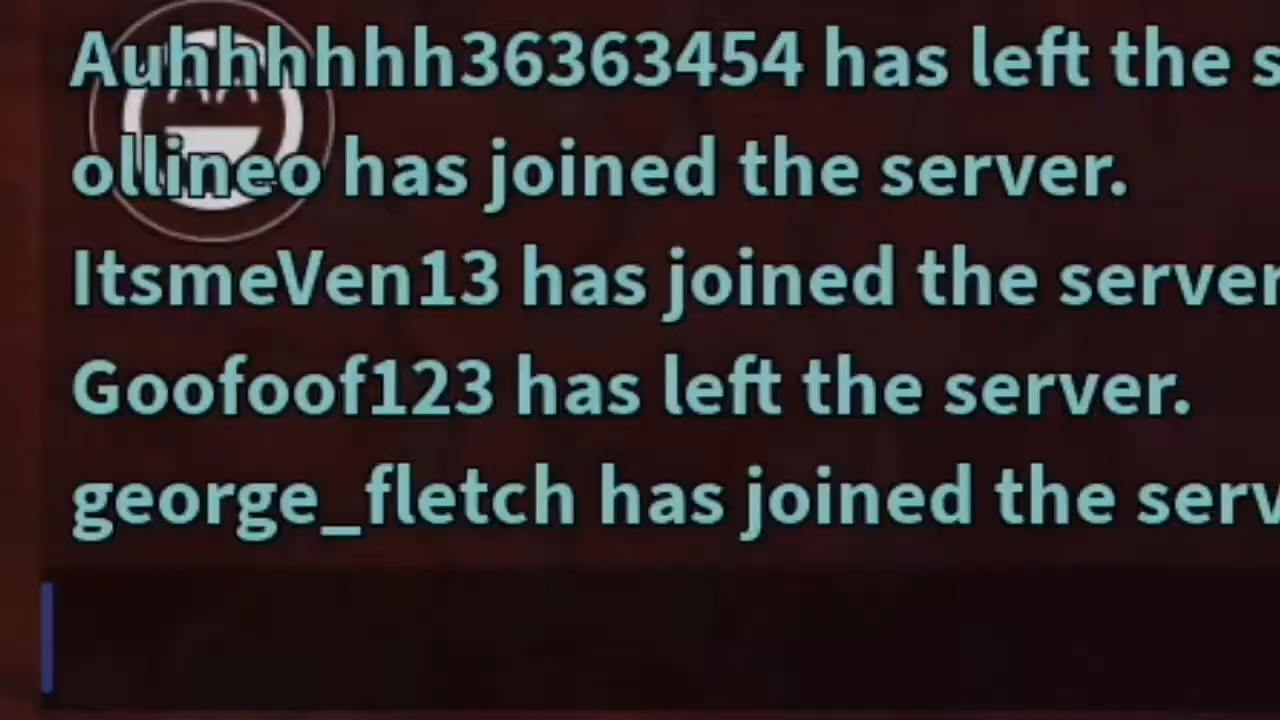 Auhhhhhh36363454 has left the s
ollineo has joined the server.
ItsmeVen13 has joined the server
Goofoof123 has left the server.
george_fletch has joined the serv